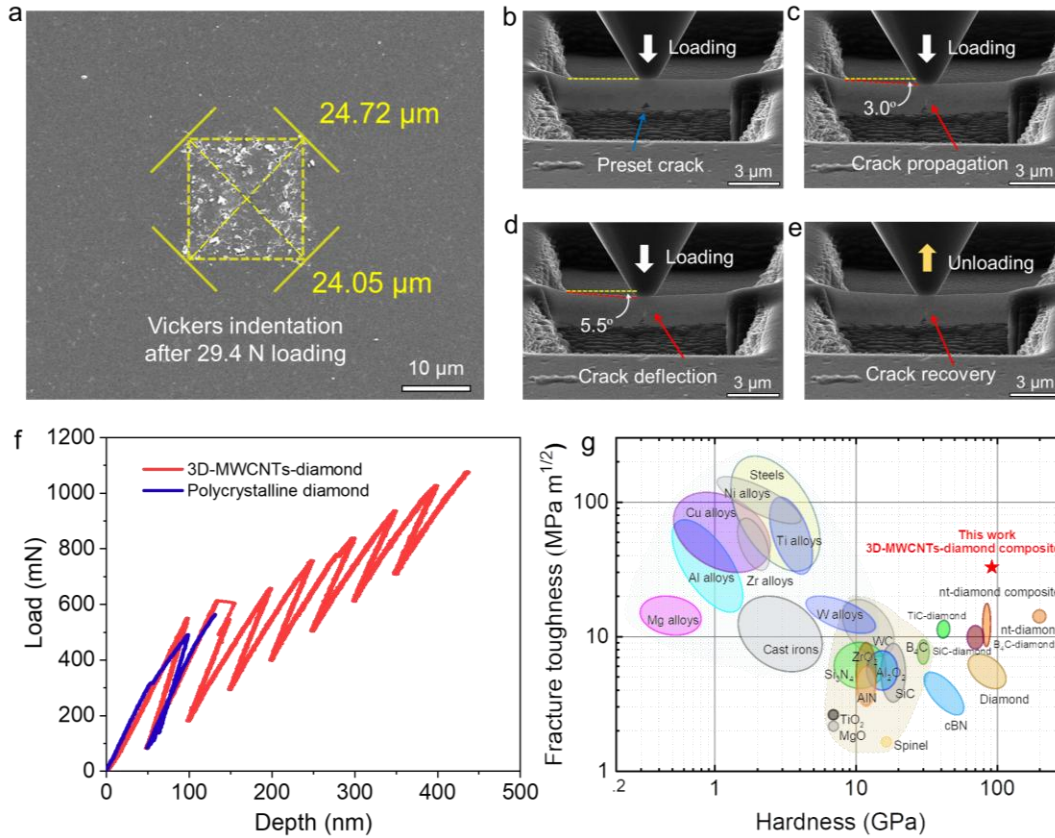 a
24.72 μm
24.05 μm
Vickers indentation
after 29.4 N loading
10 μm
b
Loading
Preset crack
3 μm
c
Loading
3.0°
Crack propagation
3 μm
d
Loading
5.5°
Crack deflection
3 μm
e
Unloading
Crack recovery
3 μm
f
1200
1000
800
600
400
200
0
Load (mN)
3D-MWCNTs-diamond
Polycrystalline diamond
0
100
200
300
400
500
Depth (nm)
g
Fracture toughness (MPa m^1/2)
100
10
1
Steels
Ni alloys
Cu alloys
Ti alloys
Al alloys
Zr alloys
Mg alloys
Cast irons
W alloys
This work
3D-MWCNTs-diamond composite
nt-diamond composite
TiC-diamond
nt-diamond
WC
B₄C
SiC-diamond
B₄C-diamond
ZrO₂
Si₃N₄
Al₂O₂
AlN
SiC
cBN
Diamond
TiO₂
MgO
Spinel
.2
1
10
100
Hardness (GPa)